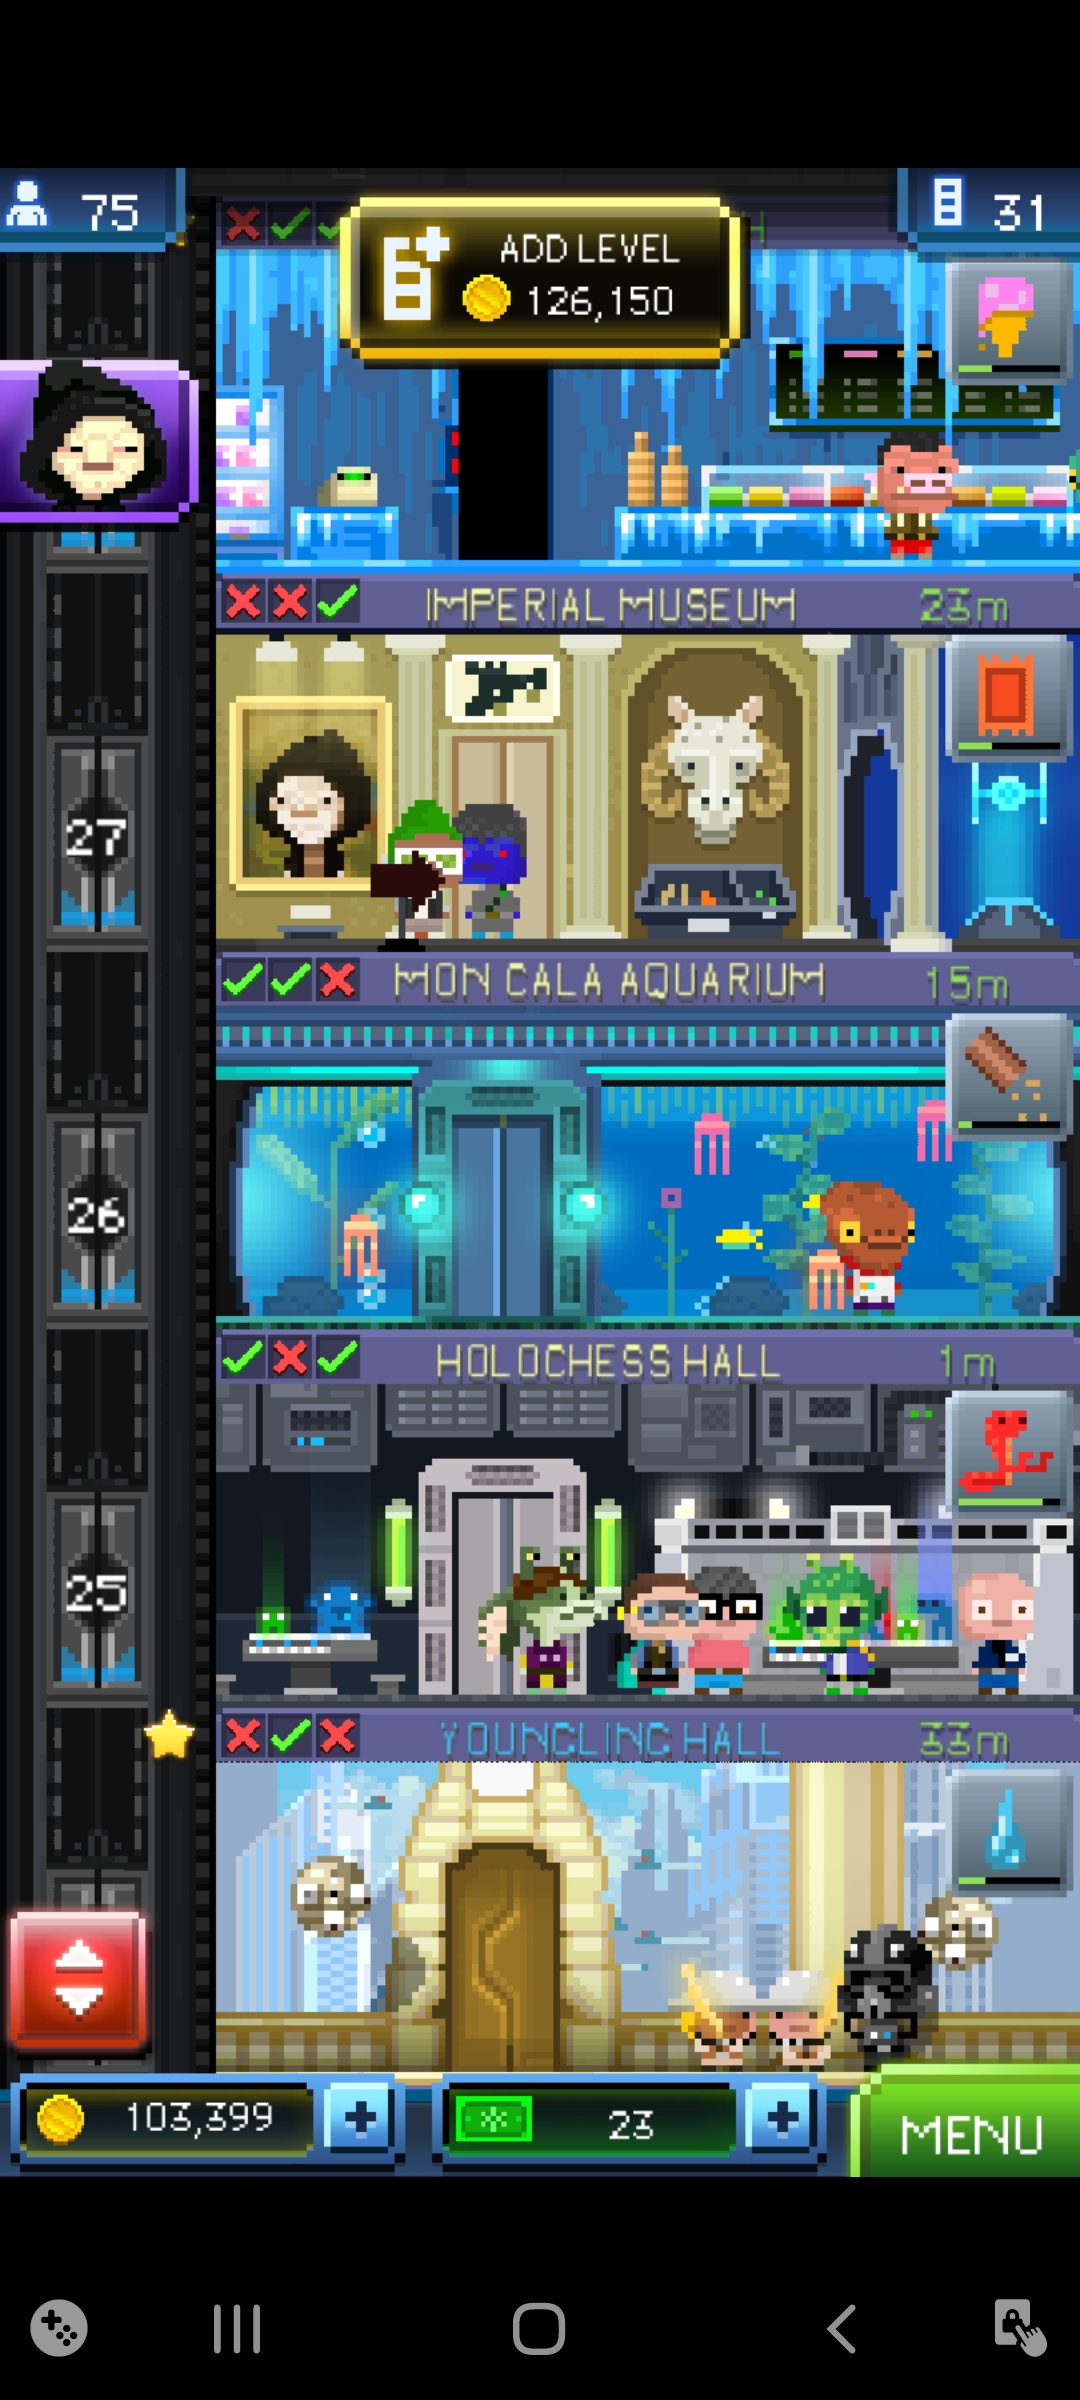 75
ADD LEVEL
126,150
31
IMPERIAL MUSEUM 23m
27
MON CALA AQUARIUM 15m
26
HOLOCHESS HALL 1m
25
YOUNGLING HALL 33m
103,399
23
MENU